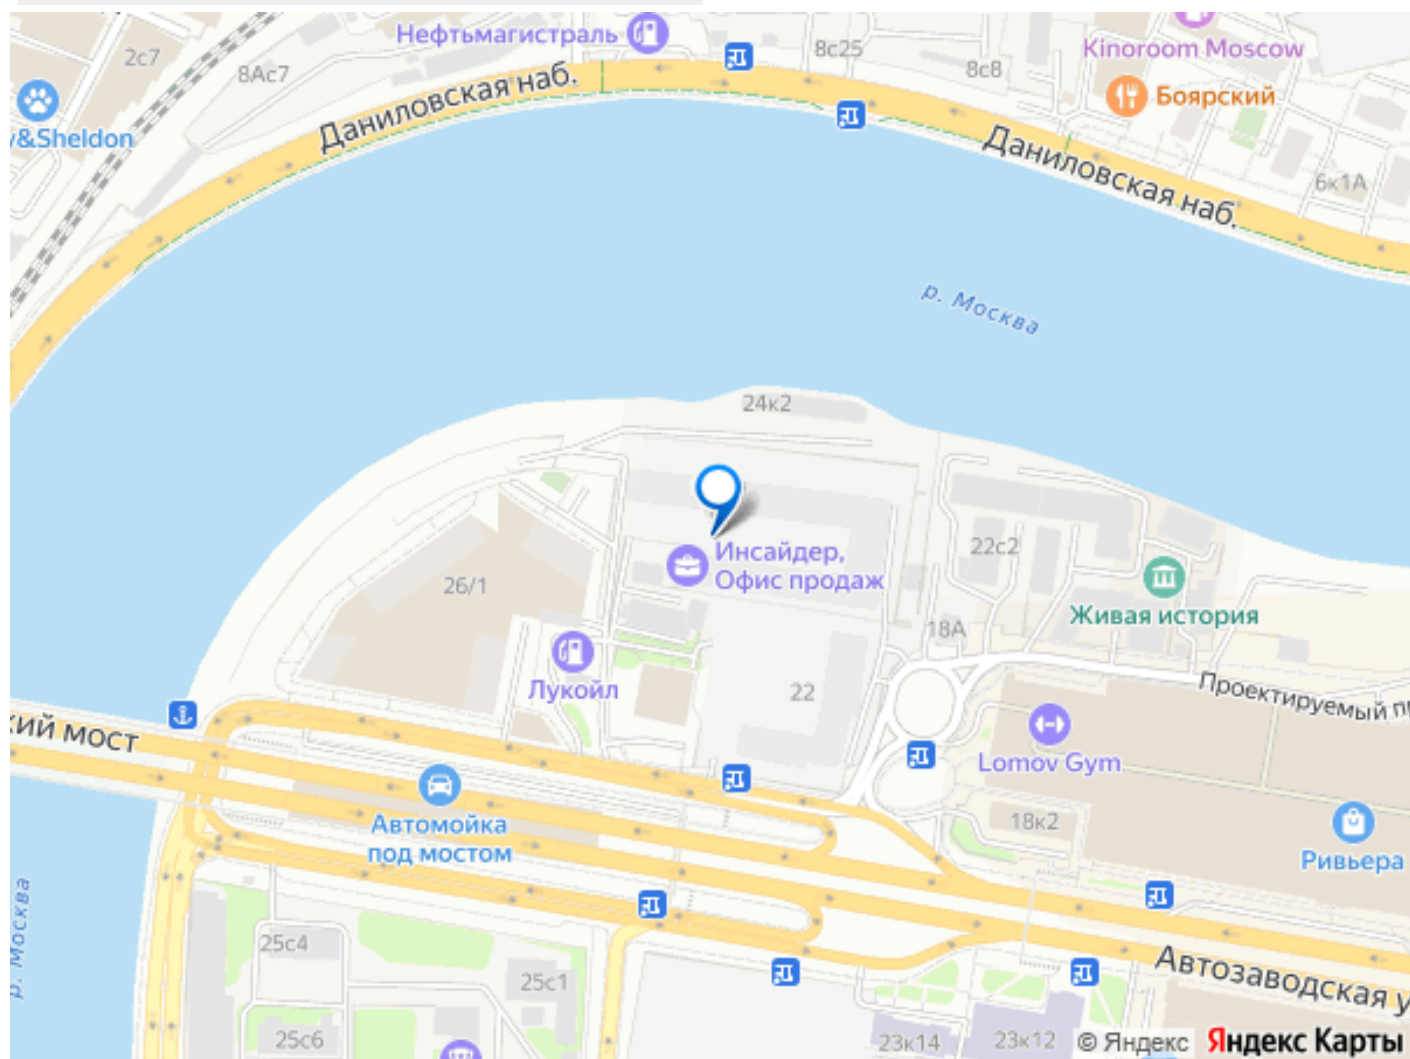 Нефтьмагистраль
2с7
8Ас7
8с25
8с8
Kinoroom Moscow
Боярский
y&Sheldon
Даниловская наб.
Даниловская наб.
6к1А
р. Москва
24к2
Инсайдер,
Офис продаж
22с2
26/1
Живая история
18А
Лукойл
22
Проектируемый п
кий мост
Lomov Gym
Автомойка
под мостом
18к2
Ривьера
р. Москва
25с4
25с1
Автозаводская у
25с6
23к14
23к12
© Яндекс Яндекс Карты